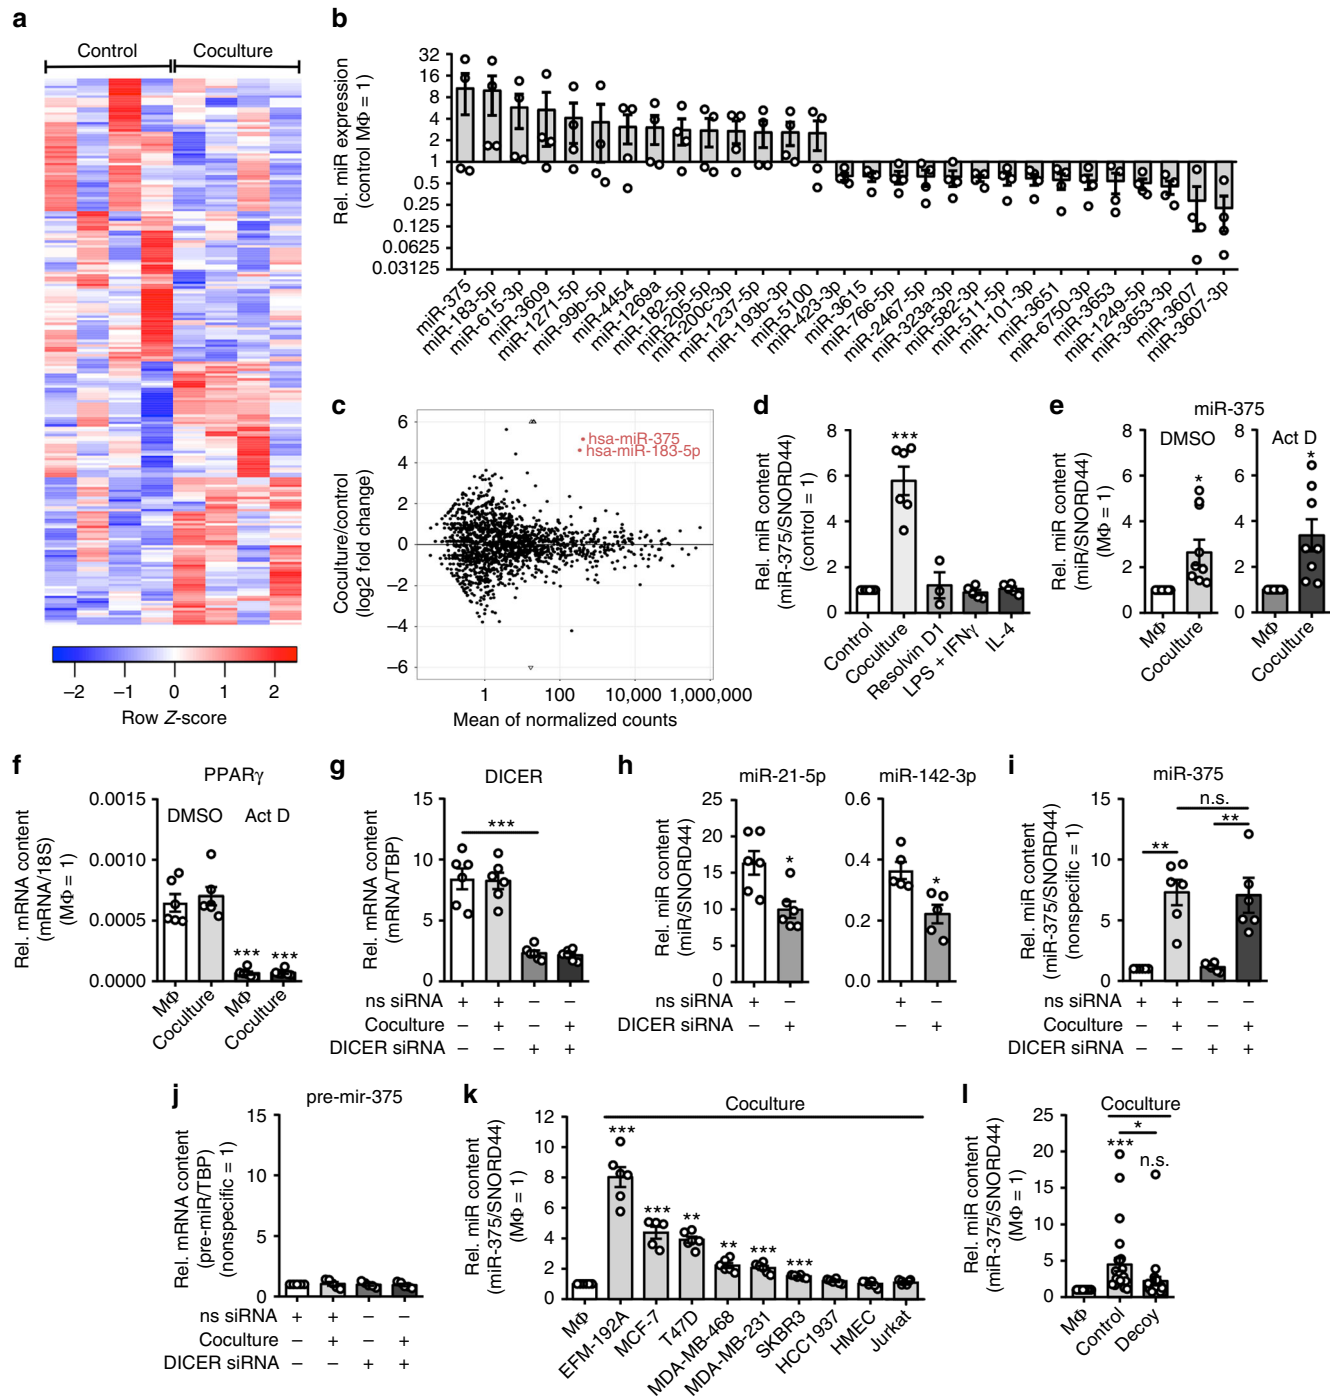 a
Control Coculture
−2 −1 0 1 2
Row Z-score
b
Rel. miR expression
(control MΦ = 1)
32
16
8
4
2
1
0.5
0.25
0.125
0.0625
0.03125
miR-375
miR-183-5p
miR-615-3p
miR-3609
miR-1271-5p
miR-99b-5p
miR-4454
miR-1269a
miR-182-5p
miR-205-5p
miR-200c-3p
miR-1237-5p
miR-193b-3p
miR-5100
miR-423-3p
miR-3615
miR-766-5p
miR-2467-5p
miR-323a-3p
miR-582-3p
miR-511-5p
miR-101-3p
miR-3651
miR-6750-3p
miR-3653
miR-1249-5p
miR-3653-3p
miR-3607
miR-3607-3p
c
Coculture/control
(log2 fold change)
6
4
2
0
−2
−4
−6
hsa-miR-375
hsa-miR-183-5p
1 100 10,000 1,000,000
Mean of normalized counts
d
Rel. miR content
(miR-375/SNORD44)
(control = 1)
8
6
4
2
0
***
Control
Coculture
Resolvin D1
LPS + IFNγ
IL-4
e
miR-375
Rel. miR content
(miR/SNORD44)
(MΦ = 1)
DMSO
8
6
4
2
0
*
MΦ
Coculture
Act D
8
6
4
2
0
*
MΦ
Coculture
f
PPARγ
Rel. mRNA content
(mRNA/18S)
(MΦ = 1)
0.0015
0.0010
0.0005
0.0000
DMSO Act D
*** ***
MΦ
Coculture
MΦ
Coculture
g
DICER
Rel. mRNA content
(mRNA/TBP)
15
10
5
0
***
ns siRNA + + − −
Coculture − + − +
DICER siRNA − − + +
h
miR-21-5p
Rel. miR content
(miR/SNORD44)
25
20
15
10
5
0
*
miR-142-3p
0.6
0.4
0.2
0.0
*
ns siRNA + − + −
DICER siRNA − + − +
i
miR-375
Rel. miR content
(miR-375/SNORD44)
(nonspecific = 1)
15
10
5
0
n.s.
**
**
ns siRNA + + − −
Coculture − + − +
DICER siRNA − − + +
j
pre-mir-375
Rel. mRNA content
(pre-miR/TBP)
(nonspecific = 1)
15
10
5
0
ns siRNA + + − −
Coculture − + − +
DICER siRNA − − + +
k
Coculture
Rel. miR content
(miR-375/SNORD44)
(MΦ = 1)
12
10
8
6
4
2
0
*** *** ** ** *** ***
MΦ
EFM-192A
MCF-7
T47D
MDA-MB-468
MDA-MB-231
SKBR3
HCC1937
HMEC
Jurkat
l
Coculture
Rel. miR content
(miR-375/SNORD44)
(MΦ = 1)
25
20
15
10
5
0
*
***
n.s.
MΦ
Control
Decoy